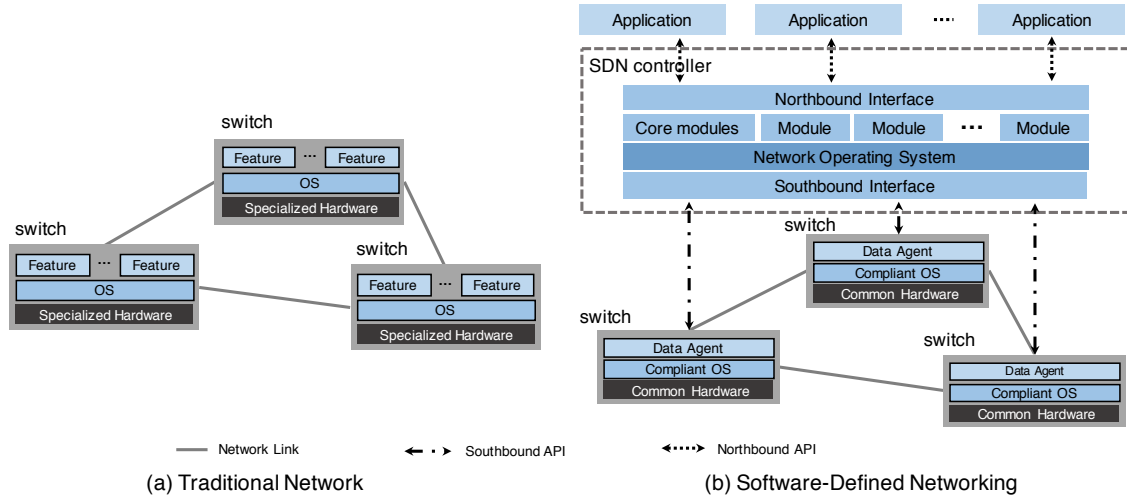 Application
Application
....
Application
SDN controller
Northbound Interface
Core modules
Module
Module
...
Module
Network Operating System
Southbound Interface
switch
Feature
...
Feature
OS
Specialized Hardware
switch
Feature
...
Feature
OS
Specialized Hardware
switch
Feature
...
Feature
OS
Specialized Hardware
switch
Data Agent
Compliant OS
Common Hardware
switch
Data Agent
Compliant OS
Common Hardware
switch
Data Agent
Compliant OS
Common Hardware
Network Link
Southbound API
Northbound API
(a) Traditional Network
(b) Software-Defined Networking